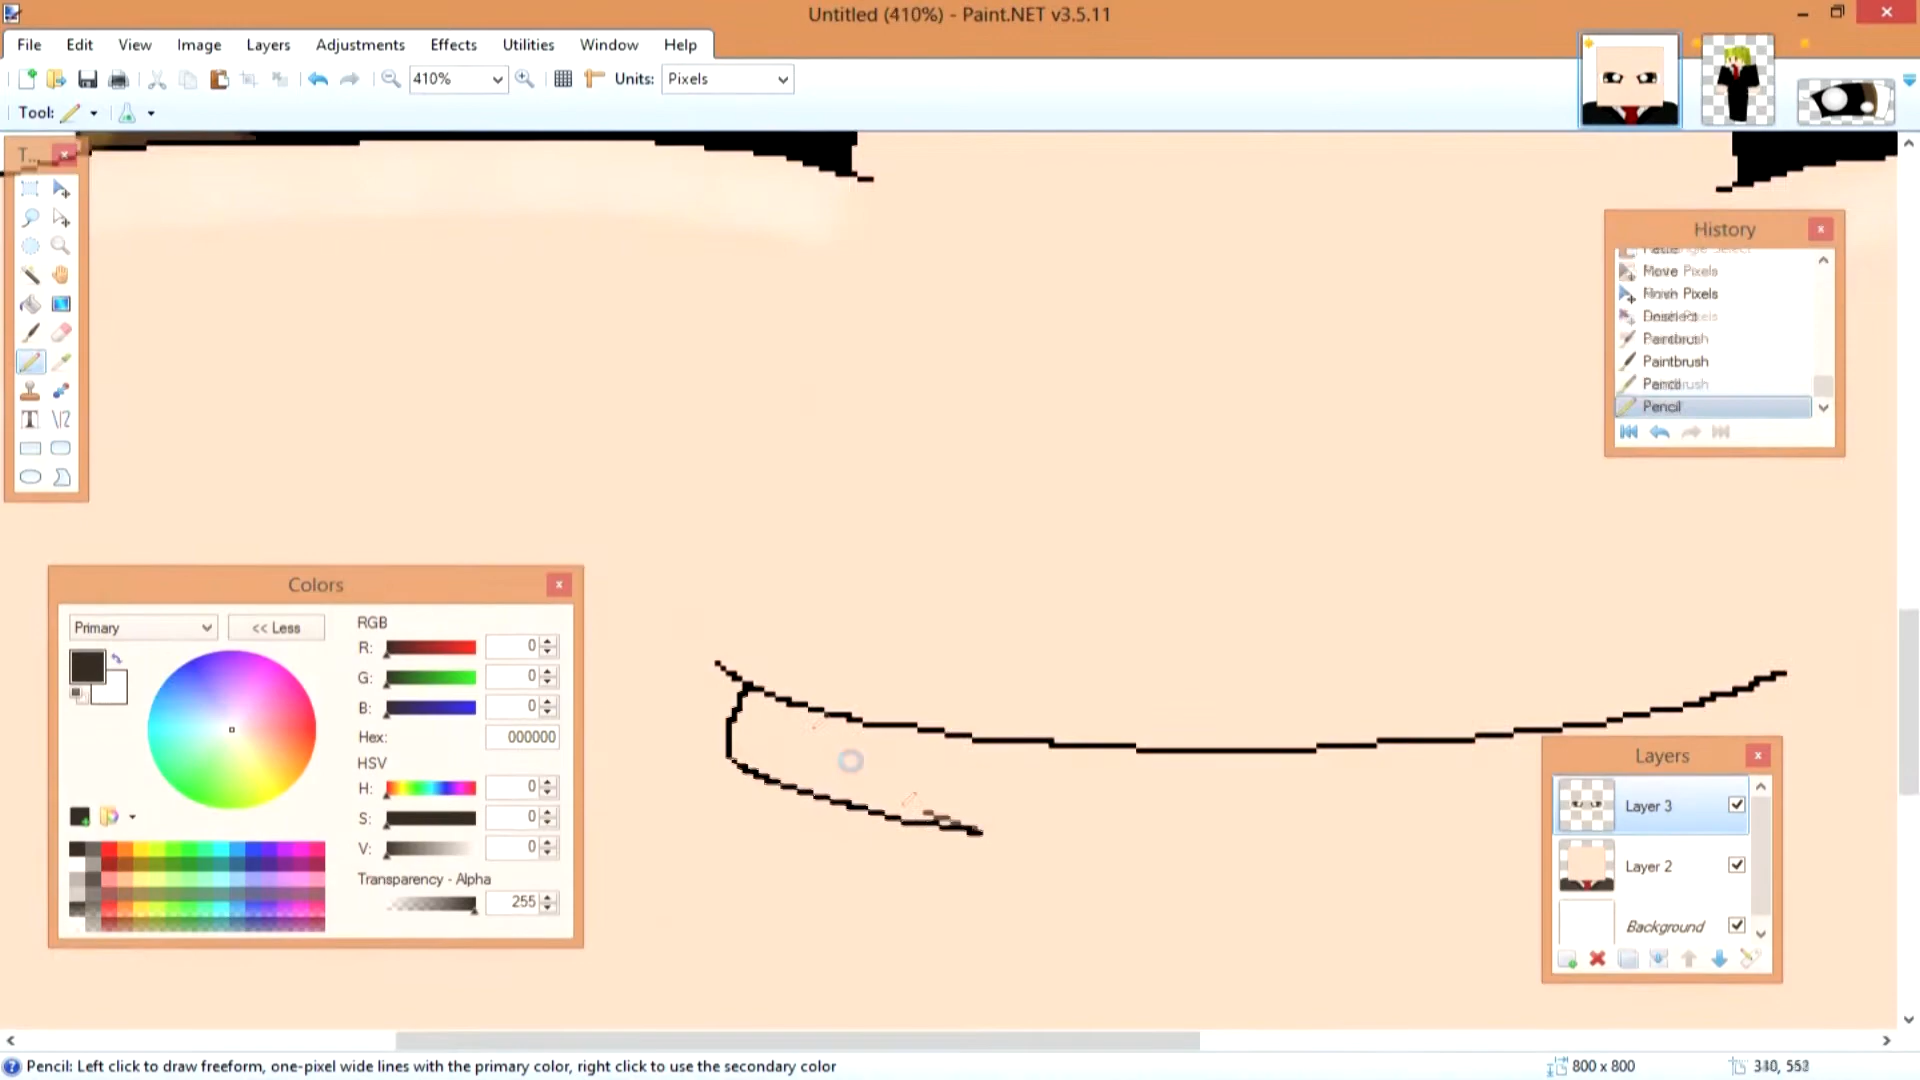 Untitled (410%) - Paint.NET v3.5.11
File Edit View Image Layers Adjustments Effects Utilities Window Help
410% Units: Pixels
Tool:
T...
History
Move Pixels
Finish Pixels
Deselect
Paintbrush
Paintbrush
Pencil
Pencil
Colors
Primary << Less
RGB
R: 0
G: 0
B: 0
Hex: 000000
HSV
H: 0
S: 0
V: 0
Transparency - Alpha
255
Layers
Layer 3
Layer 2
Background
Pencil: Left click to draw freeform, one-pixel wide lines with the primary color, right click to use the secondary color
800 x 800